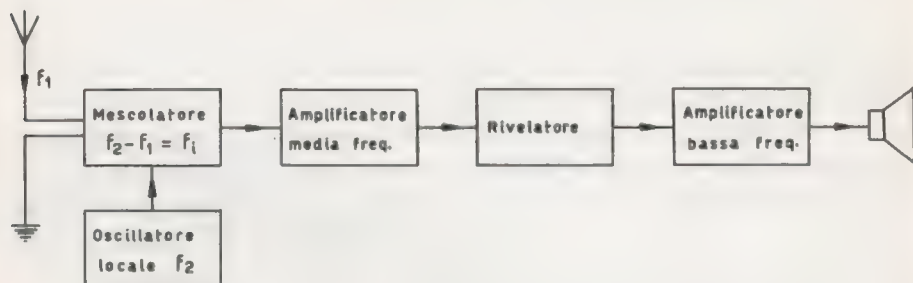 f₁
Mescolatore
f₂-f₁ = fᵢ
Amplificatore
media freq.
Rivelatore
Amplificatore
bassa freq.
Oscillatore
locale f₂